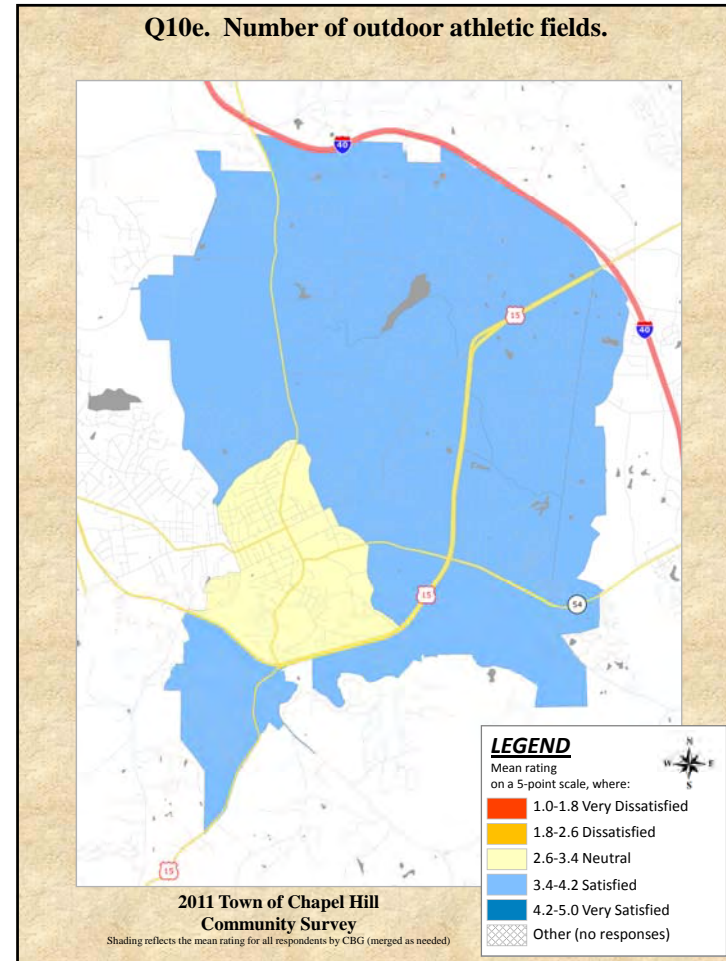 Q10e. Number of outdoor athletic fields.
40
15
40
15
54
15
LEGEND
N
W E
S
Mean rating
on a 5-point scale, where:
1.0-1.8 Very Dissatisfied
1.8-2.6 Dissatisfied
2.6-3.4 Neutral
3.4-4.2 Satisfied
4.2-5.0 Very Satisfied
Other (no responses)
2011 Town of Chapel Hill
Community Survey
Shading reflects the mean rating for all respondents by CBG (merged as needed)